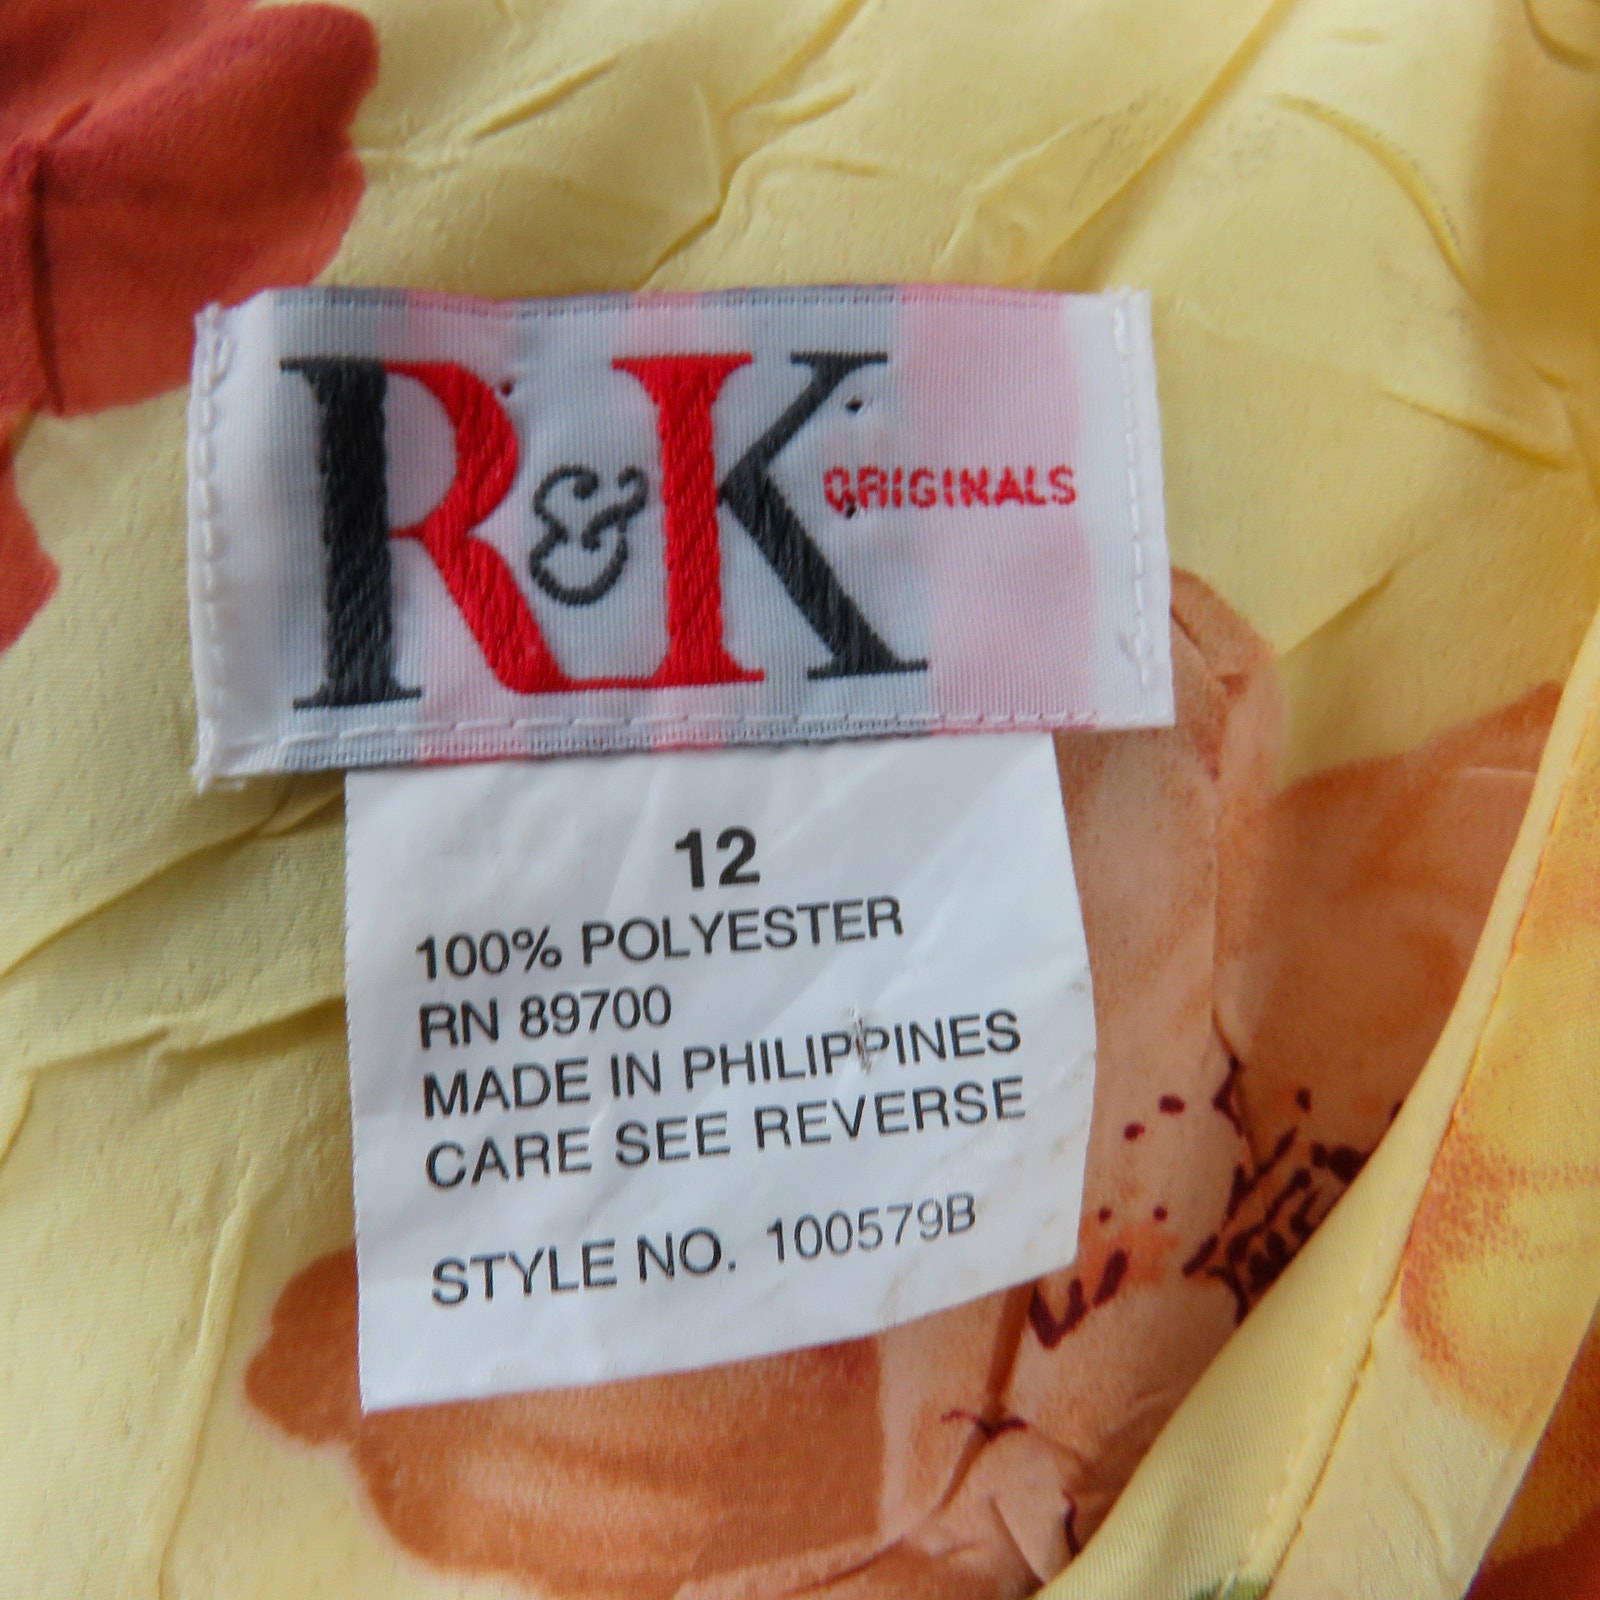 R&K ORIGINALS
12
100% POLYESTER
RN 89700
MADE IN PHILIPPINES
CARE SEE REVERSE
STYLE NO. 100579B